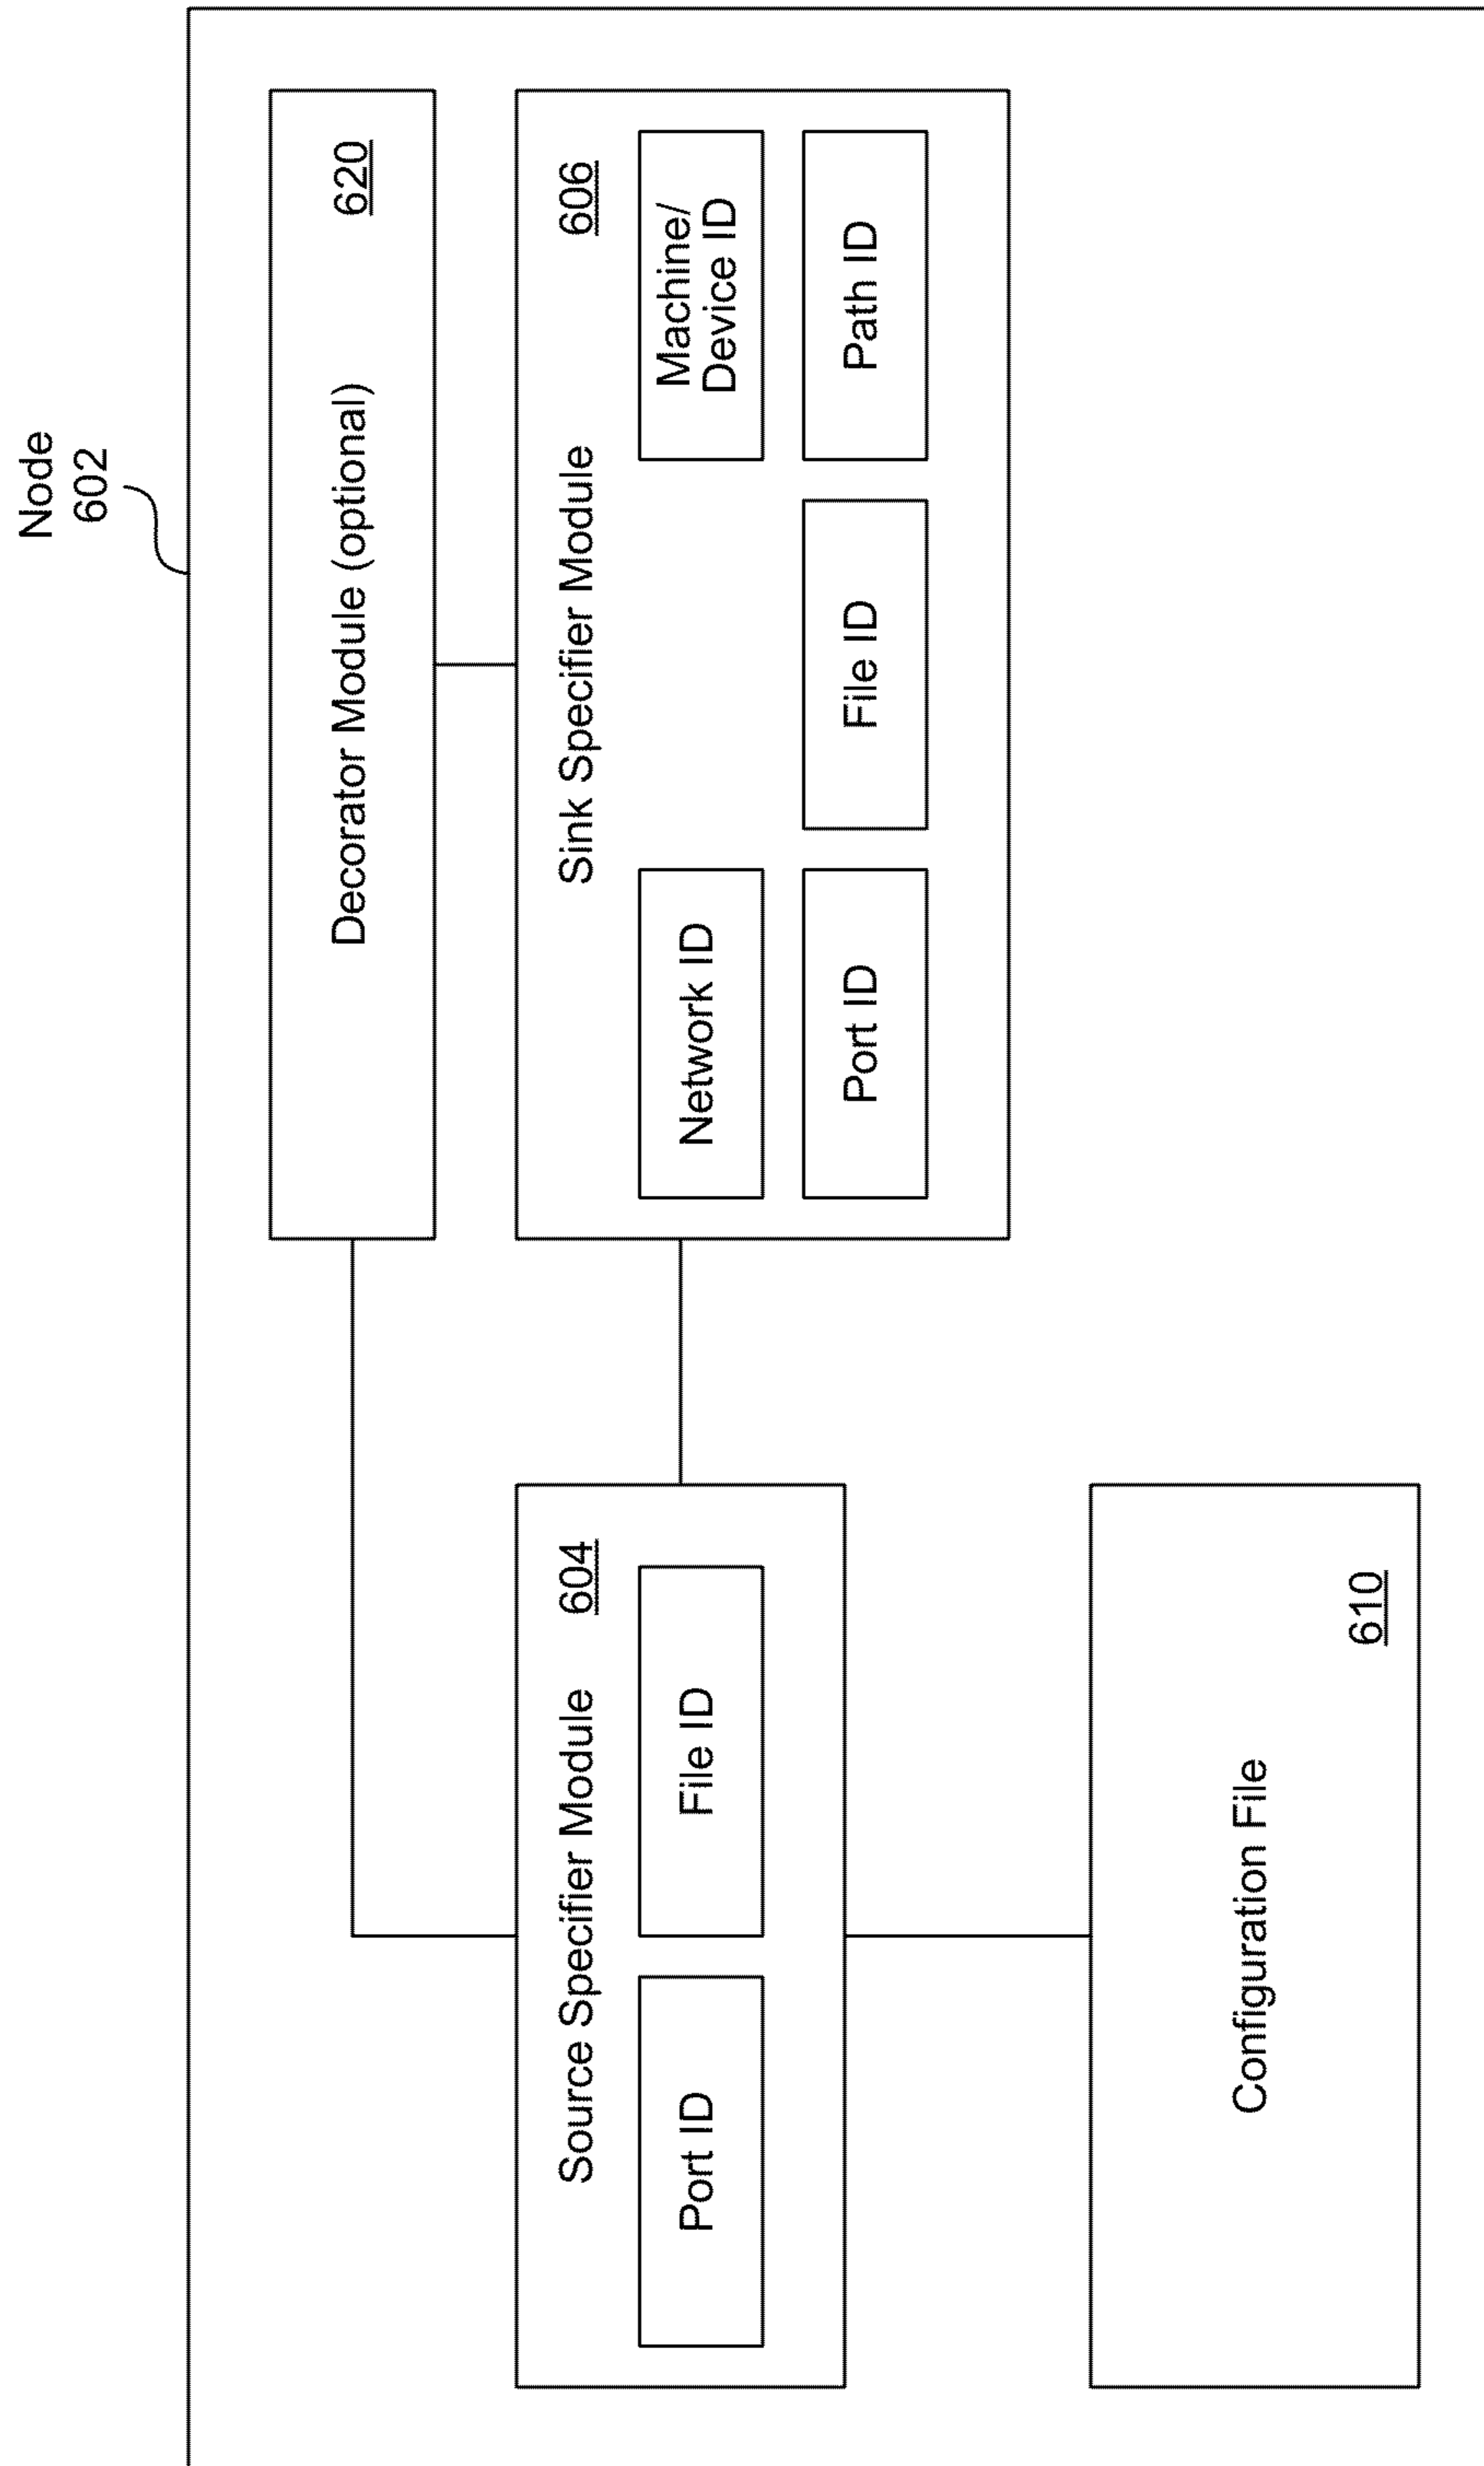 Node
602
Decorator Module (optional)
620
Source Specifier Module
604
Port ID
File ID
Sink Specifier Module
606
Network ID
Machine/
Device ID
Port ID
File ID
Path ID
Configuration File
610